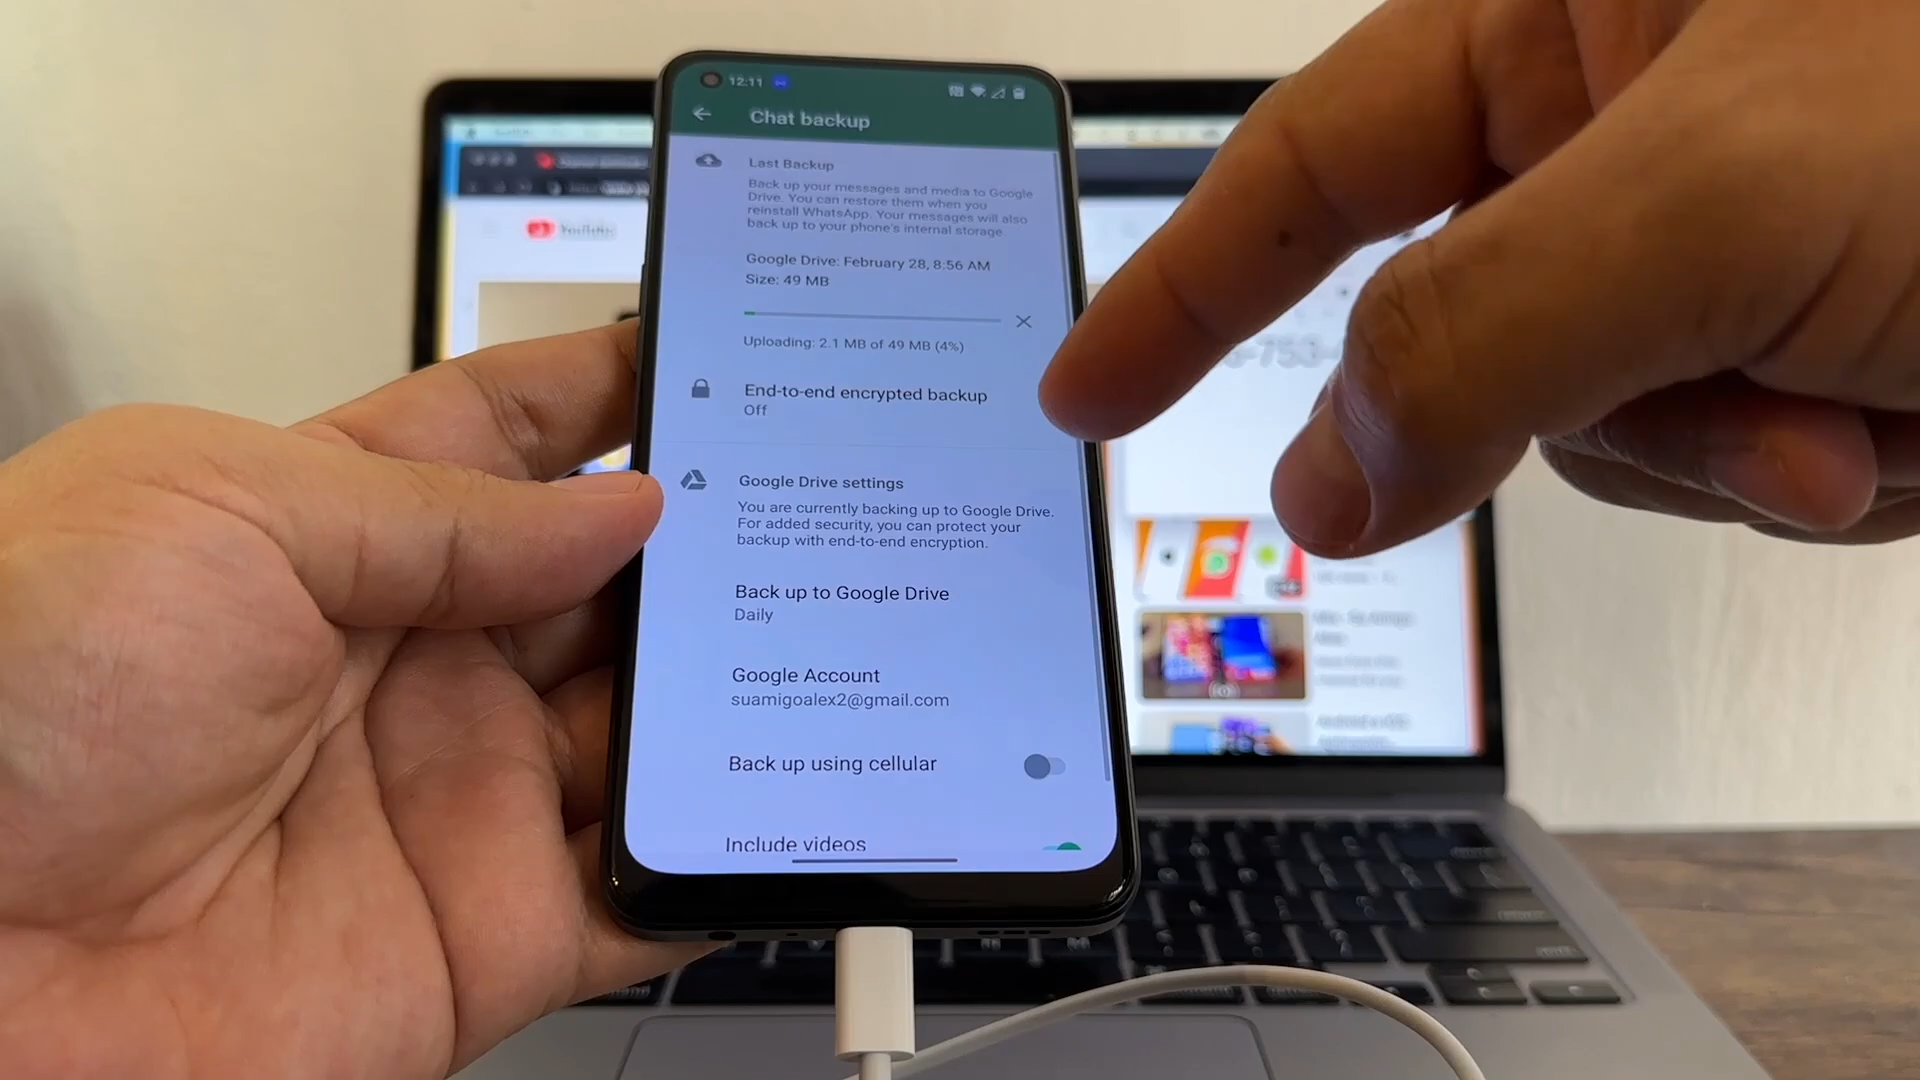 12:11
Chat backup
Last Backup
Back up your messages and media to Google
Drive. You can restore them when you
reinstall WhatsApp. Your messages will also
back up to your phone's internal storage.
Google Drive: February 28, 8:56 AM
Size: 49 MB
Uploading: 2.1 MB of 49 MB (4%)
End-to-end encrypted backup
Off
Google Drive settings
You are currently backing up to Google Drive.
For added security, you can protect your
backup with end-to-end encryption.
Back up to Google Drive
Daily
Google Account
suamigoalex2@gmail.com
Back up using cellular
Include videos
YouTube